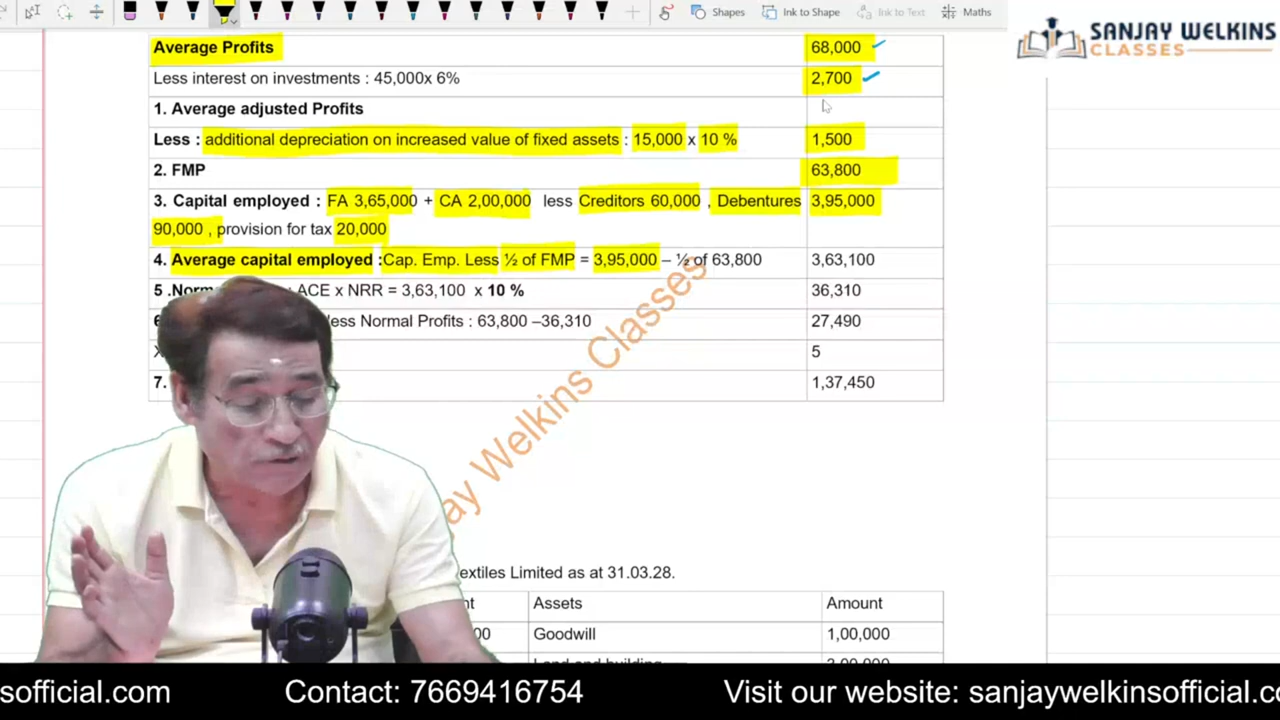 Shapes Ink to Shape Ink to Text Maths
SANJAY WELKINS
CLASSES
Average Profits 68,000
Less interest on investments : 45,000x 6% 2,700
1. Average adjusted Profits
Less : additional depreciation on increased value of fixed assets : 15,000 x 10 % 1,500
2. FMP 63,800
3. Capital employed : FA 3,65,000 + CA 2,00,000 less Creditors 60,000 , Debentures 3,95,000
90,000 , provision for tax 20,000
4. Average capital employed :Cap. Emp. Less ½ of FMP = 3,95,000 – ½ of 63,800 3,63,100
5 ACE x NRR = 3,63,100 x 10 % 36,310
less Normal Profits : 63,800 –36,310 27,490
5
7. 1,37,450
ay Welkins Classes
extiles Limited as at 31.03.28.
Assets Amount
Goodwill 1,00,000
Land and building
sofficial.com Contact: 7669416754 Visit our website: sanjaywelkinsofficial.c